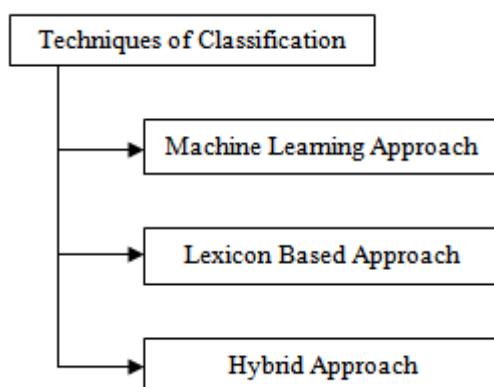 Techniques of Classification
Machine Learning Approach
Lexicon Based Approach
Hybrid Approach